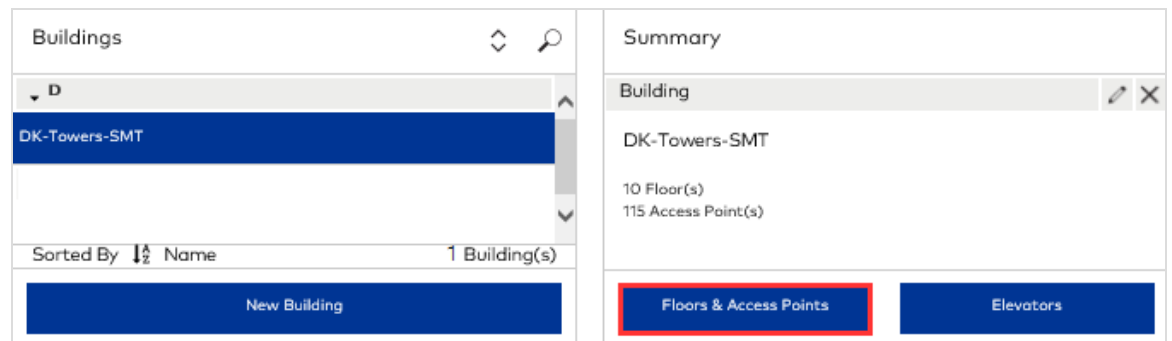 Buildings
D
DK-Towers-SMT
Sorted By Name 1 Building(s)
New Building
Summary
Building
DK-Towers-SMT
10 Floor(s)
115 Access Point(s)
Floors & Access Points
Elevators